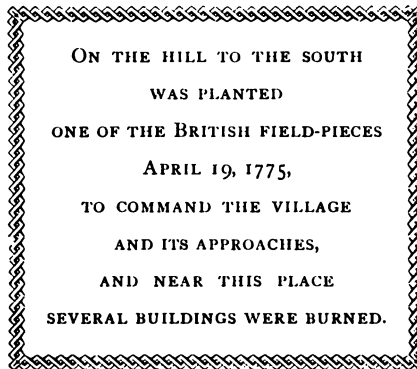 On the hill to the south
was planted
one of the British field-pieces
April 19, 1775,
to command the village
and its approaches,
and near this place
several buildings were burned.